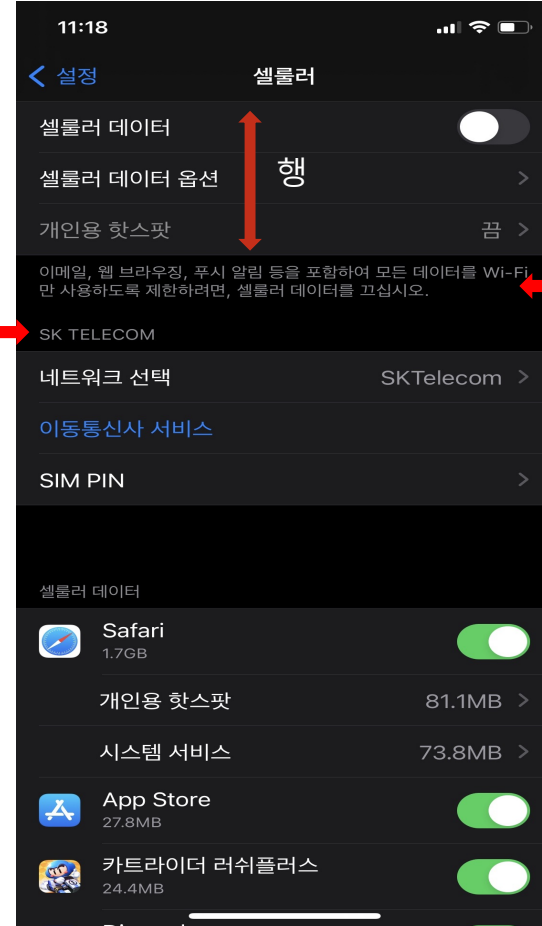 11:18
설정
셀룰러
셀룰러 데이터
행
셀룰러 데이터 옵션
개인용 핫스팟
끔
이메일, 웹 브라우징, 푸시 알림 등을 포함하여 모든 데이터를 Wi-Fi
만 사용하도록 제한하려면, 셀룰러 데이터를 끄십시오.
SK TELECOM
네트워크 선택
SKTelecom
이동통신사 서비스
SIM PIN
셀룰러 데이터
Safari
1.7GB
개인용 핫스팟
81.1MB
시스템 서비스
73.8MB
App Store
27.8MB
카트라이더 러쉬플러스
24.4MB